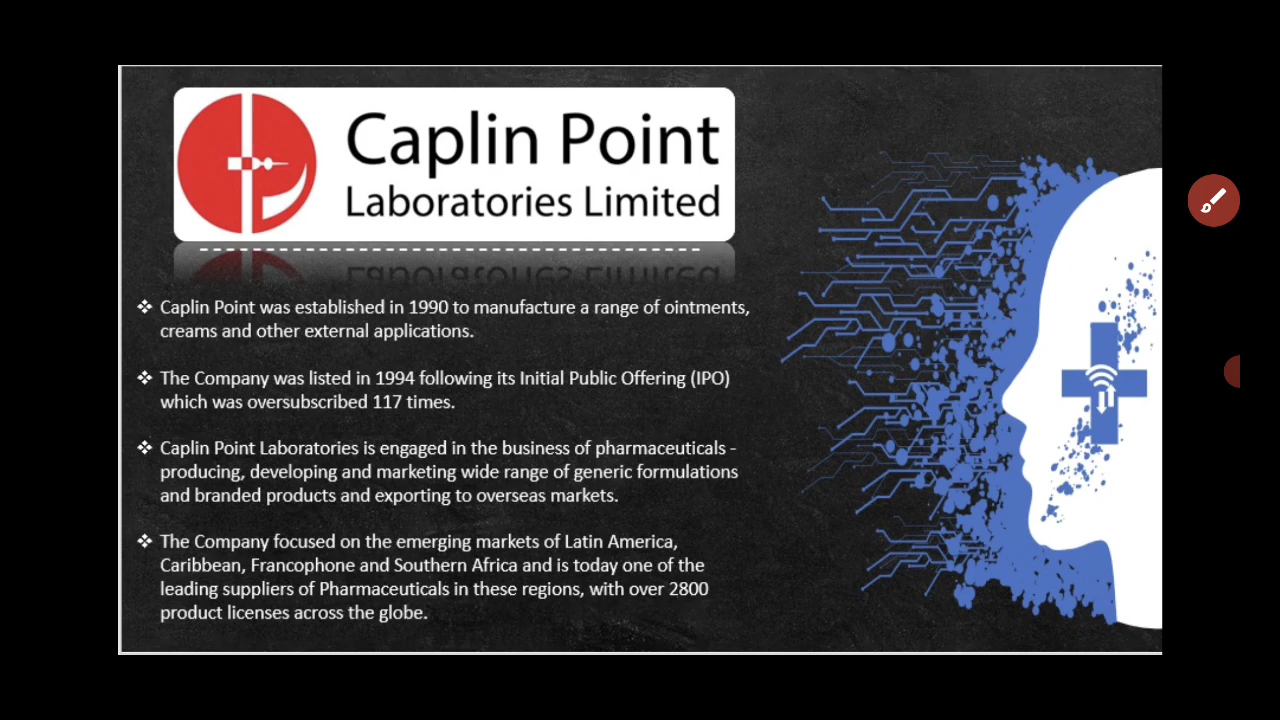 Caplin Point
Laboratories Limited
❖ Caplin Point was established in 1990 to manufacture a range of ointments,
creams and other external applications.
❖ The Company was listed in 1994 following its Initial Public Offering (IPO)
which was oversubscribed 117 times.
❖ Caplin Point Laboratories is engaged in the business of pharmaceuticals -
producing, developing and marketing wide range of generic formulations
and branded products and exporting to overseas markets.
❖ The Company focused on the emerging markets of Latin America,
Caribbean, Francophone and Southern Africa and is today one of the
leading suppliers of Pharmaceuticals in these regions, with over 2800
product licenses across the globe.